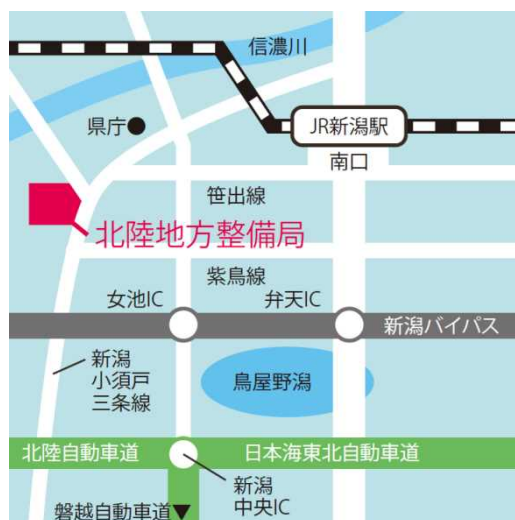 信濃川
県庁
JR新潟駅
南口
笹出線
北陸地方整備局
紫鳥線
女池IC
弁天IC
新潟バイパス
新潟
小須戸
三条線
鳥屋野潟
北陸自動車道
日本海東北自動車道
新潟
中央IC
磐越自動車道▼